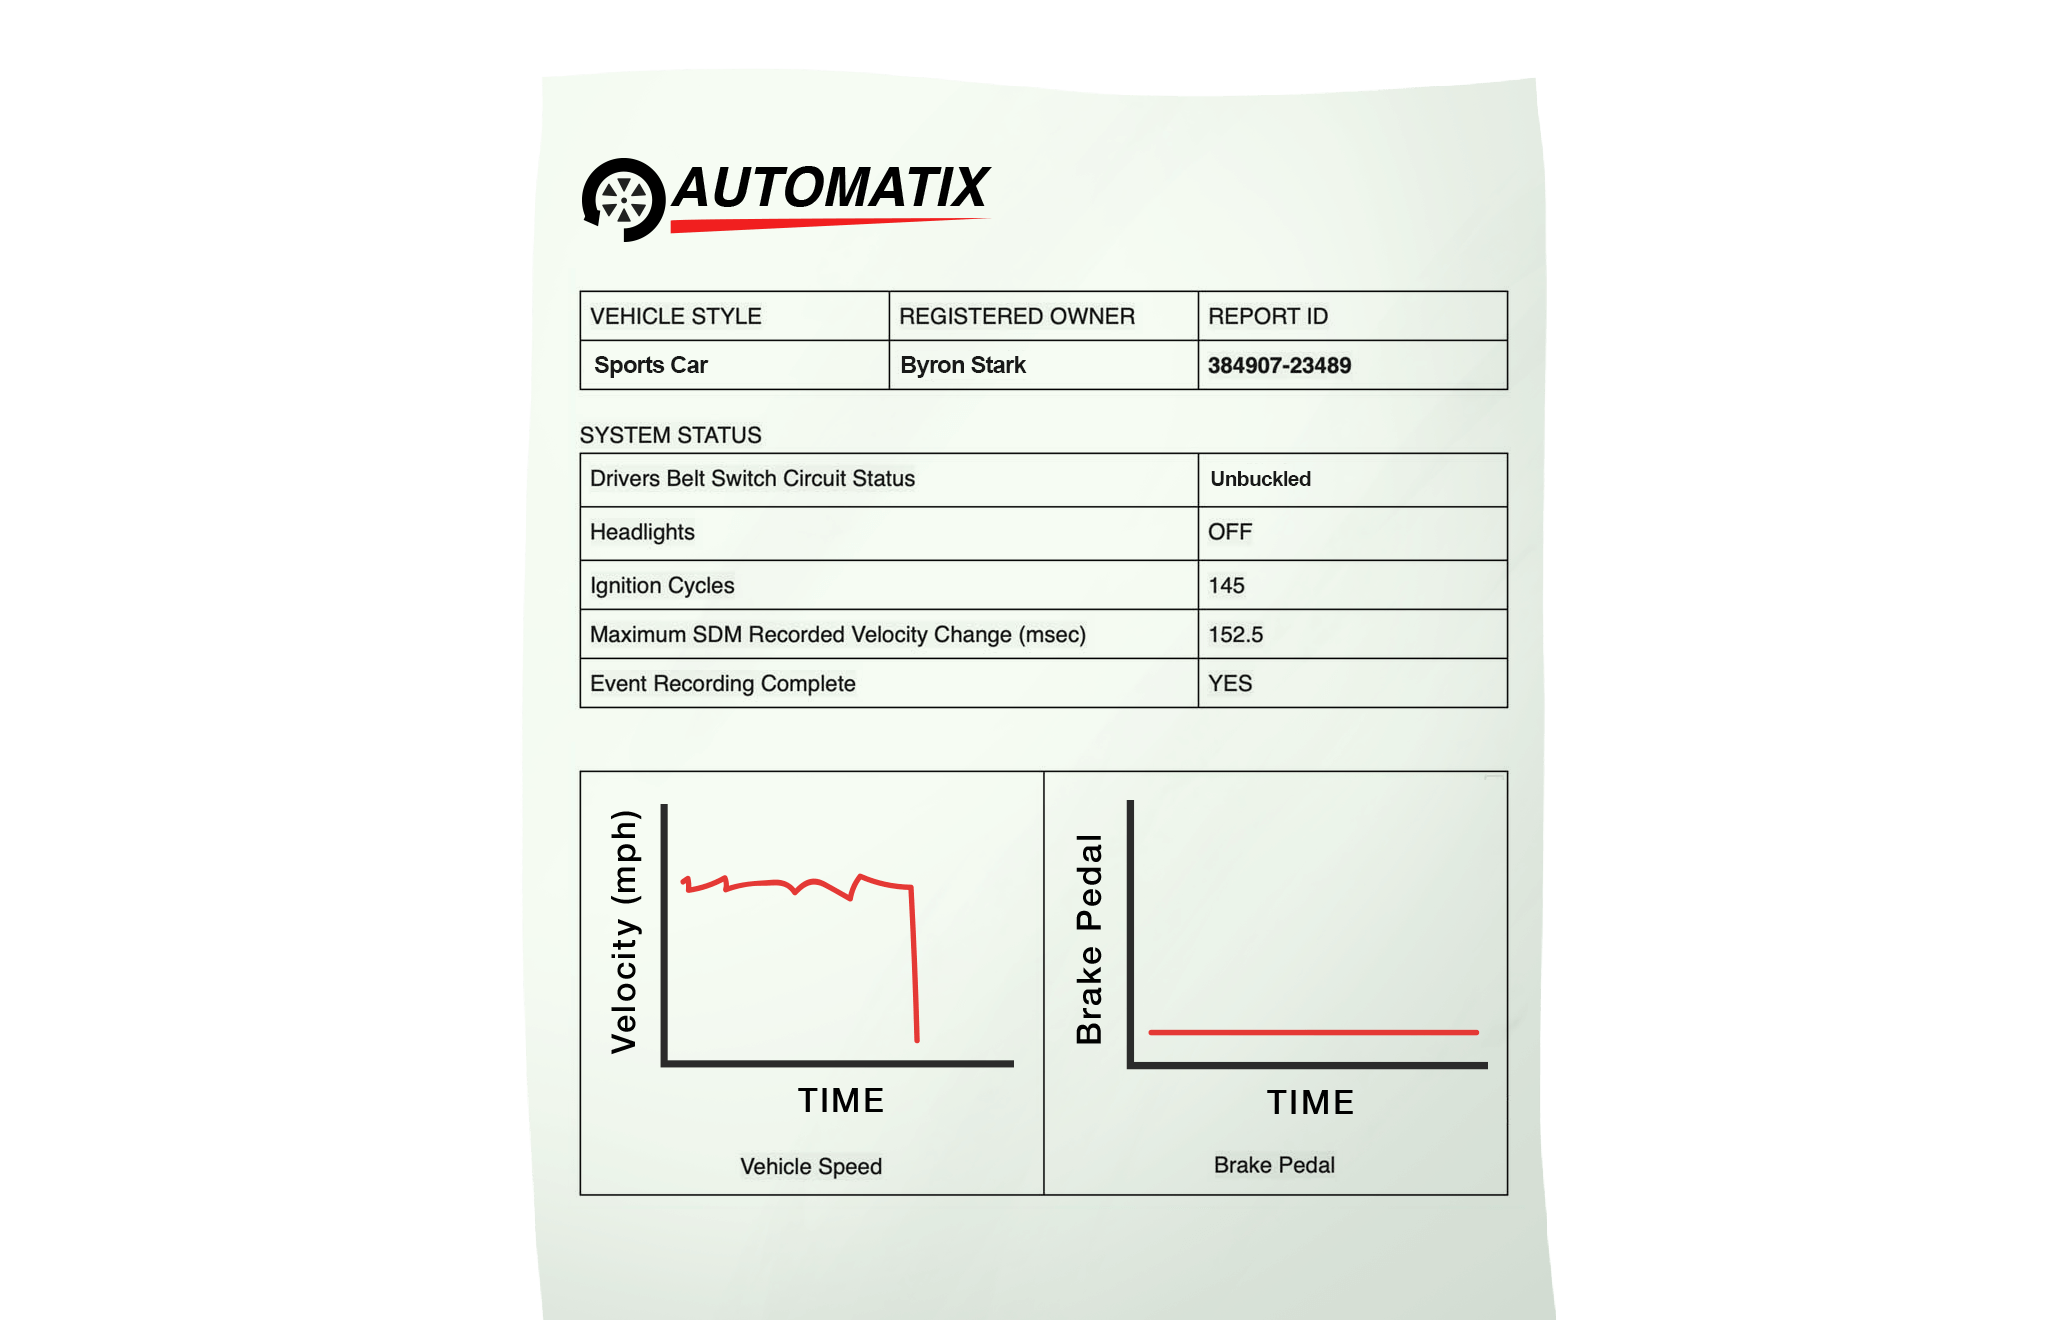 AUTOMATIX
VEHICLE STYLE REGISTERED OWNER REPORT ID
Sports Car Byron Stark 384907-23489
SYSTEM STATUS
Drivers Belt Switch Circuit Status Unbuckled
Headlights OFF
Ignition Cycles 145
Maximum SDM Recorded Velocity Change (msec) 152.5
Event Recording Complete YES
Velocity (mph)
TIME
Vehicle Speed
Brake Pedal
TIME
Brake Pedal